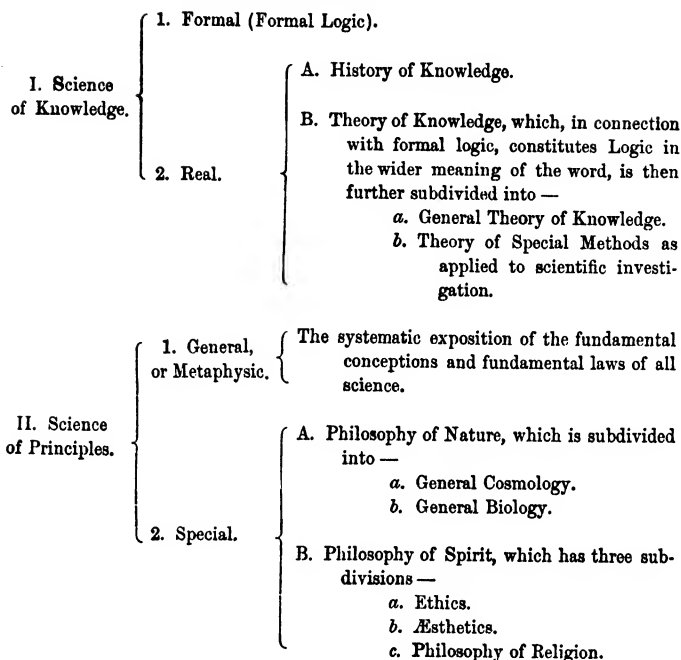 1. Formal (Formal Logic).
I. Science
of Knowledge.
2. Real.
A. History of Knowledge.
B. Theory of Knowledge, which, in connection
with formal logic, constitutes Logic in
the wider meaning of the word, is then
further subdivided into —
a. General Theory of Knowledge.
b. Theory of Special Methods as
applied to scientific investi-
gation.
II. Science
of Principles.
1. General,
or Metaphysic.
The systematic exposition of the fundamental
conceptions and fundamental laws of all
science.
2. Special.
A. Philosophy of Nature, which is subdivided
into —
a. General Cosmology.
b. General Biology.
B. Philosophy of Spirit, which has three sub-
divisions —
a. Ethics.
b. Æsthetics.
c. Philosophy of Religion.